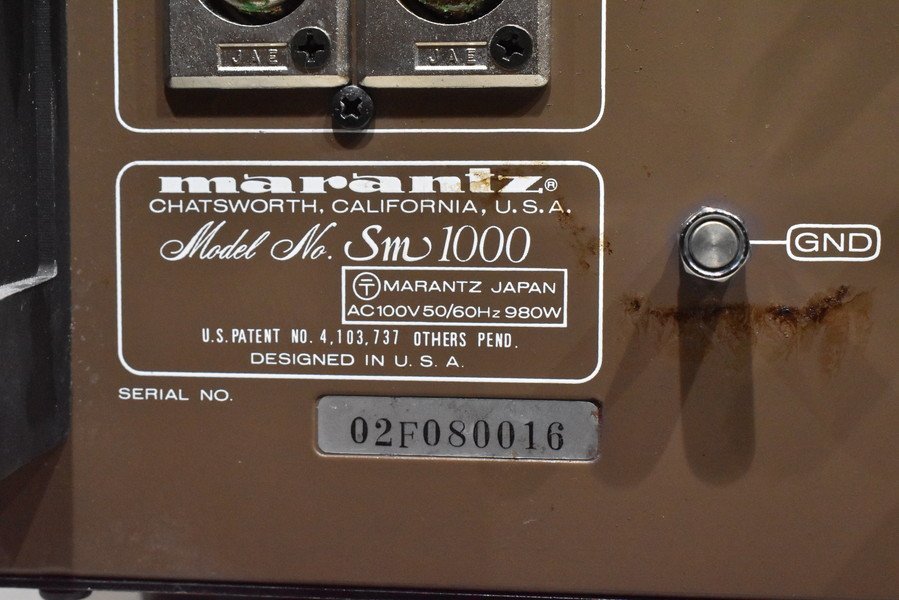 JAE JAE
marantz®
CHATSWORTH, CALIFORNIA, U.S.A.
Model No. Sm 1000
T MARANTZ JAPAN
AC100V 50/60Hz 980W
U.S. PATENT NO. 4,103,737 OTHERS PEND.
DESIGNED IN U.S.A.
GND
SERIAL NO.
02F080016